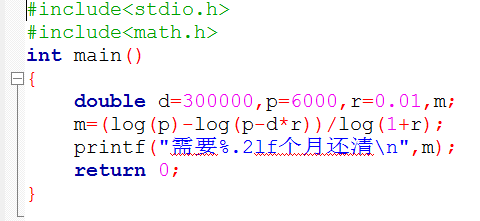 #include<stdio.h>
#include<math.h>
int main()
{
    double d=300000,p=6000,r=0.01,m;
    m=(log(p)-log(p-d*r))/log(1+r);
    printf("需要%.2lf个月还清\n",m);
    return 0;
}